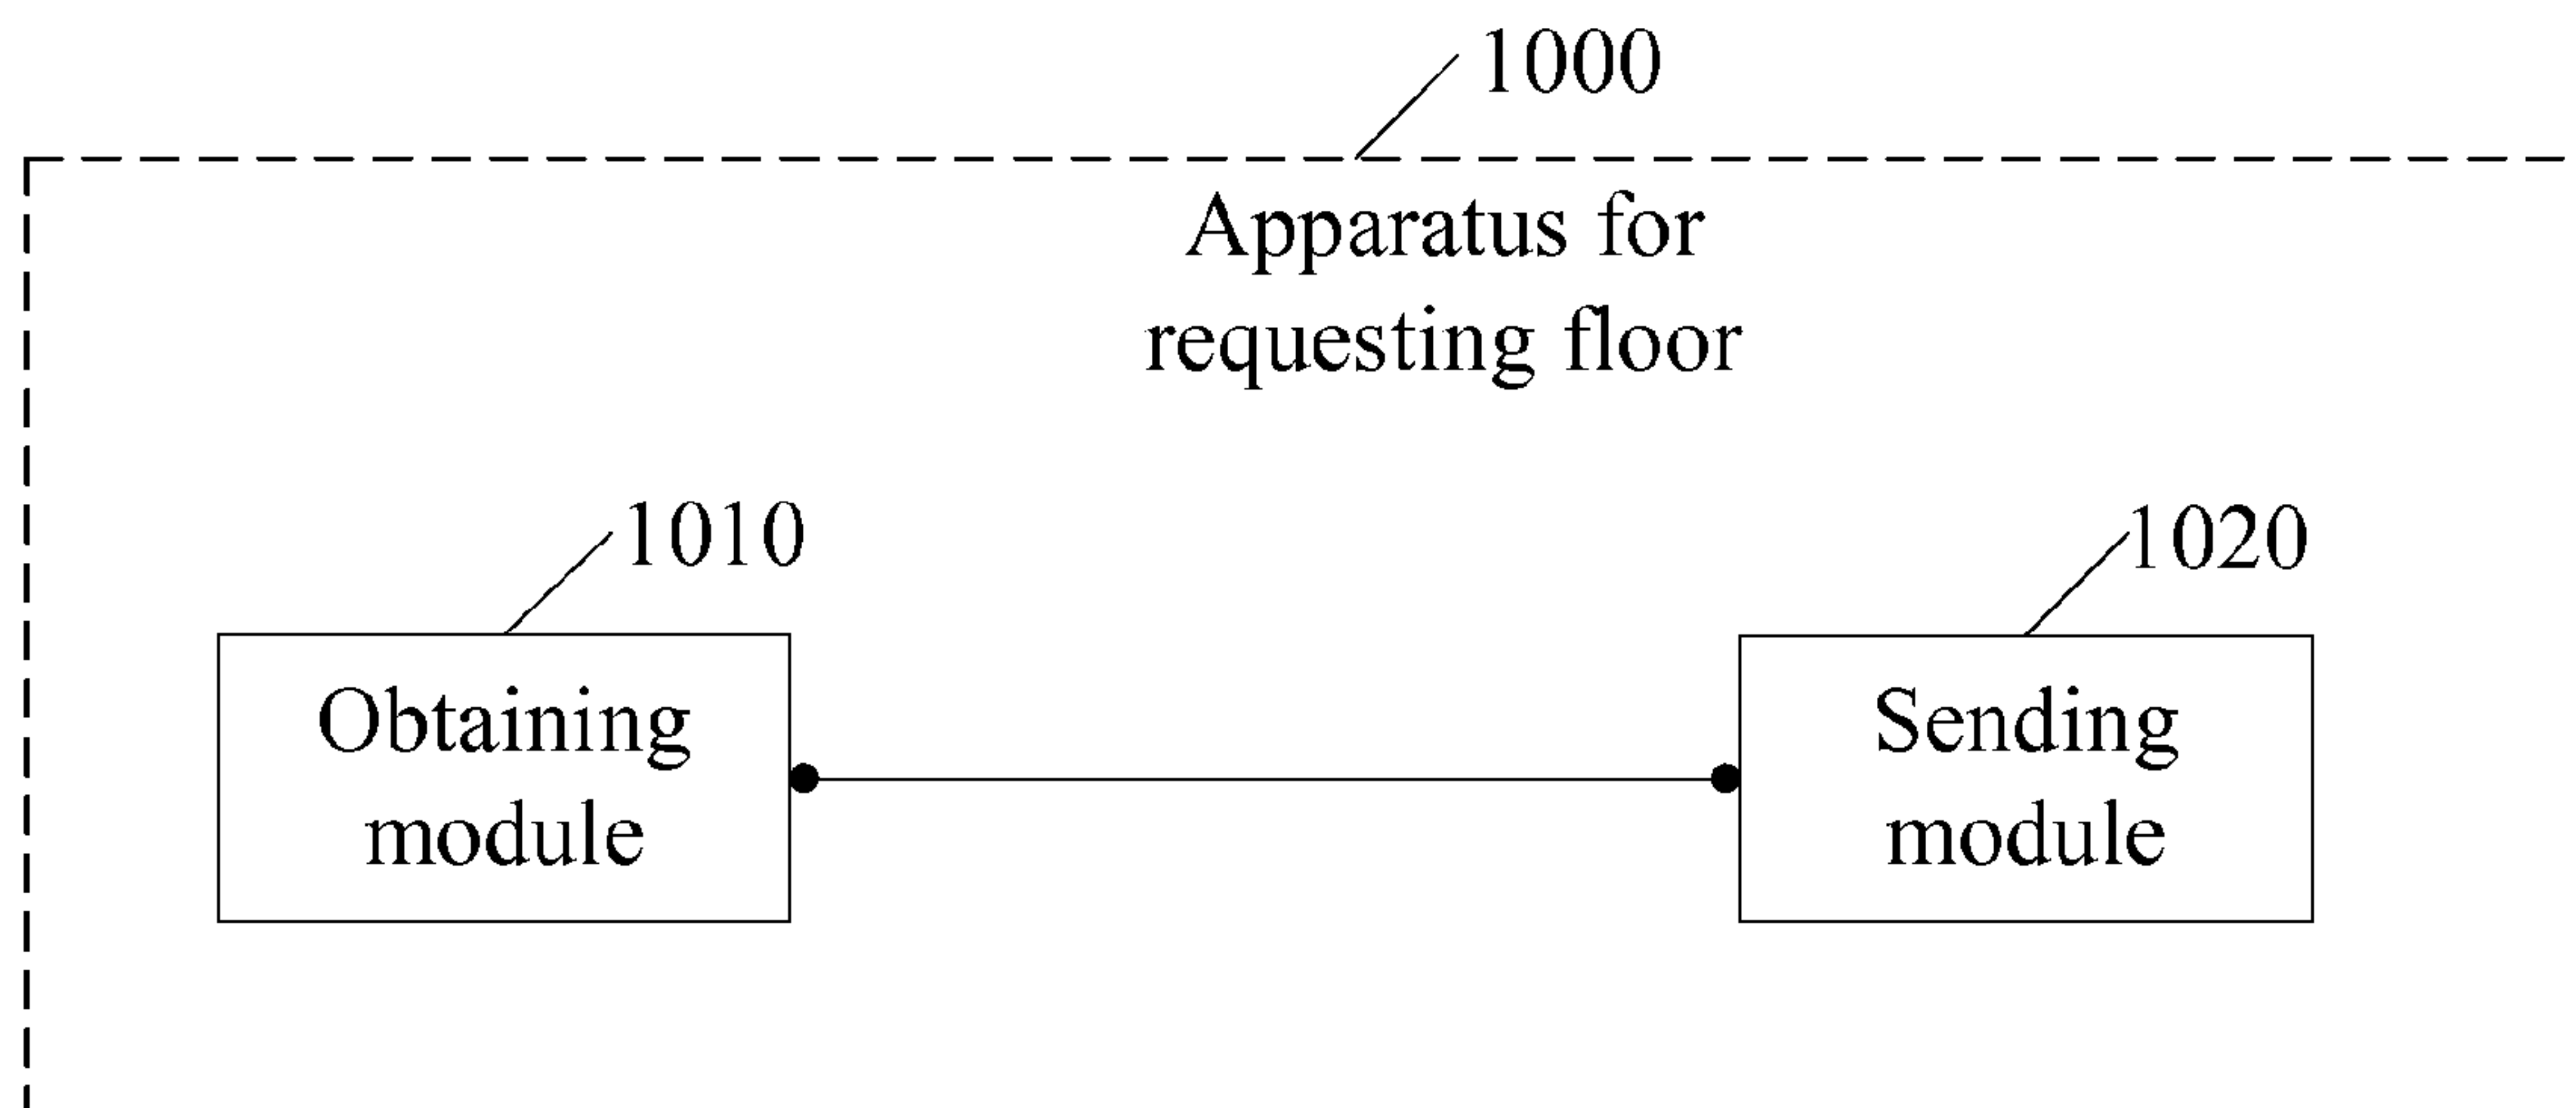 1000
Apparatus for
requesting floor
1010
1020
Obtaining
module
Sending
module